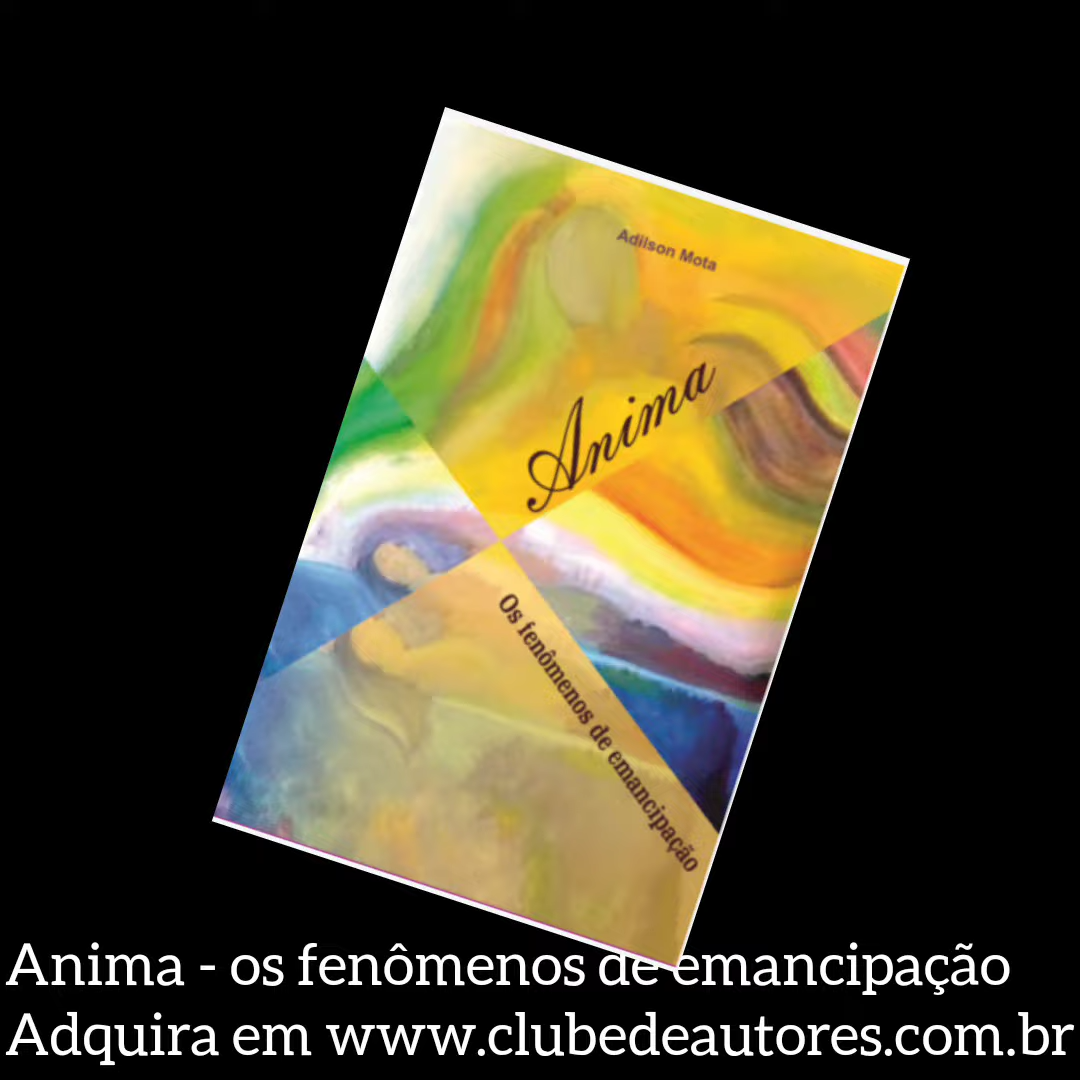 Adilson Mota
Anima
Os fenômenos de emancipação
Anima - os fenômenos de emancipação
Adquira em www.clubedeautores.com.br